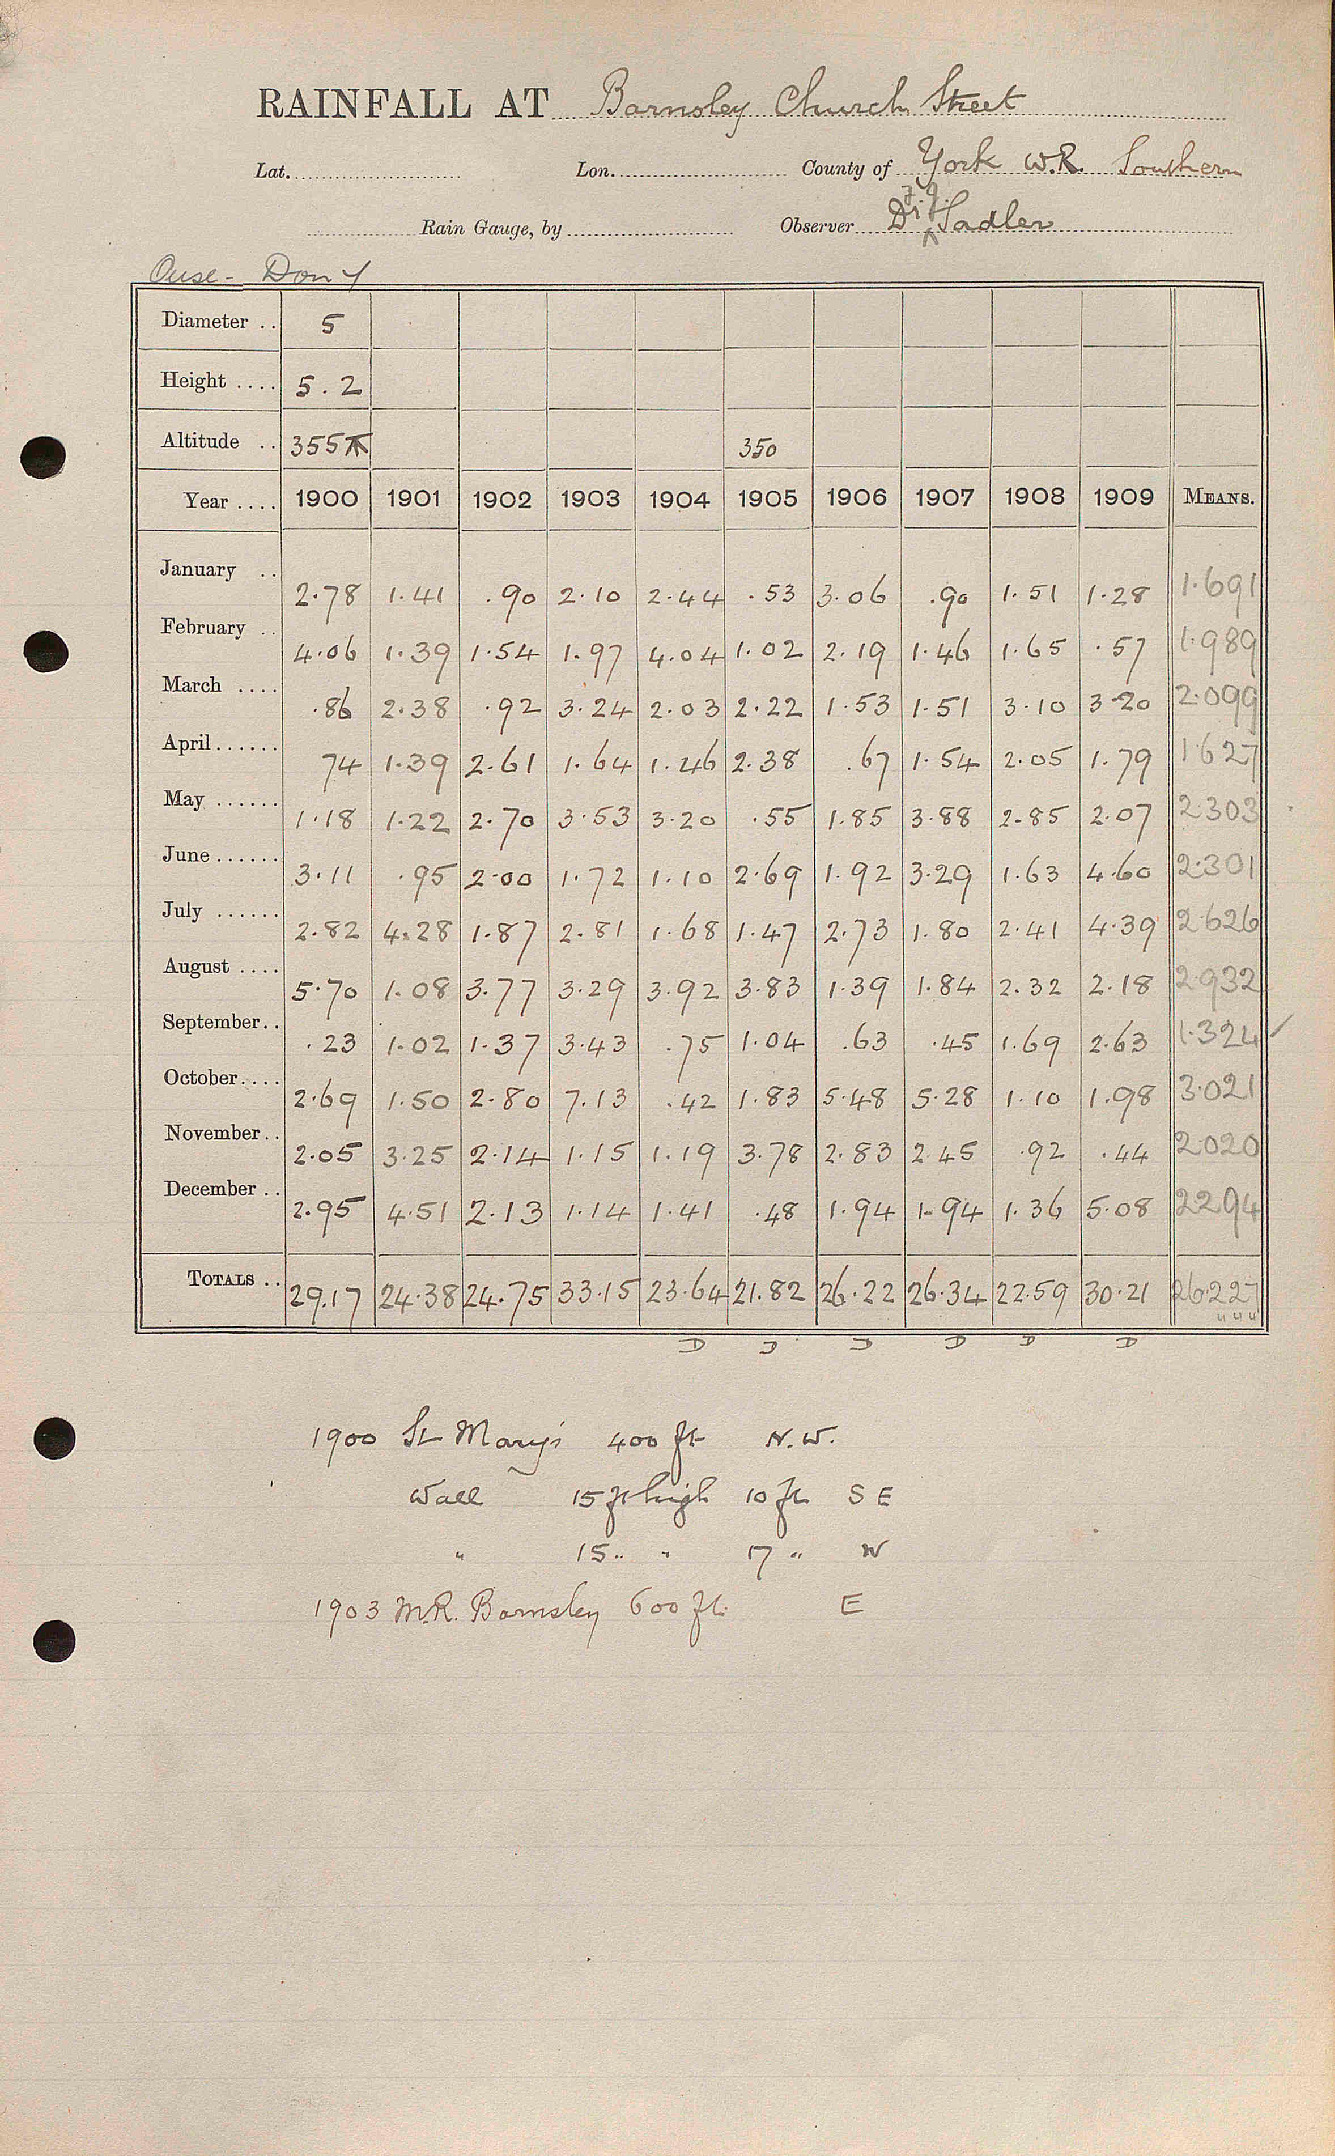 RAINFALL AT Barnsley Church Street
Lat. Lon. County of York W.R. Southern
Rain Gauge, by Observer Dr Sadler
Ouse - Don
Diameter .. 5
Height .... 5.2
Altitude .. 355 350
Year .... 1900 1901 1902 1903 1904 1905 1906 1907 1908 1909 MEANS.
January .. 2.78 1.41 .90 2.10 2.44 .53 3.06 .90 1.51 1.28 1.691
February .. 4.06 1.39 1.54 1.97 4.04 1.02 2.19 1.46 1.65 .57 1.989
March .... .86 2.38 .92 3.24 2.03 2.22 1.53 1.51 3.10 3.20 2.099
April...... 74 1.39 2.61 1.64 1.46 2.38 .67 1.54 2.05 1.79 1.627
May ...... 1.18 1.22 2.70 3.53 3.20 .55 1.85 3.88 2.85 2.07 2.303
June...... 3.11 .95 2.00 1.72 1.10 2.69 1.92 3.29 1.63 4.60 2.301
July ...... 2.82 4.28 1.87 2.81 1.68 1.47 2.73 1.80 2.41 4.39 2.626
August .... 5.70 1.08 3.77 3.29 3.92 3.83 1.39 1.84 2.32 2.18 2.932
September.. .23 1.02 1.37 3.43 .75 1.04 .63 .45 1.69 2.63 1.324
October.... 2.69 1.50 2.80 7.13 .42 1.83 5.48 5.28 1.10 1.98 3.021
November.. 2.05 3.25 2.14 1.15 1.19 3.78 2.83 2.45 .92 .44 2.020
December .. 2.95 4.51 2.13 1.14 1.41 .48 1.94 1.94 1.36 5.08 2.294
TOTALS .. 29.17 24.38 24.75 33.15 23.64 21.82 26.22 26.34 22.59 30.21 26.227
D D D D D D
1900 St Mary's 400 ft N.W.
Wall 15 ft high 10 ft S E
" 15 " " 17 " W
1903 M.R. Barnsley 600 ft. E